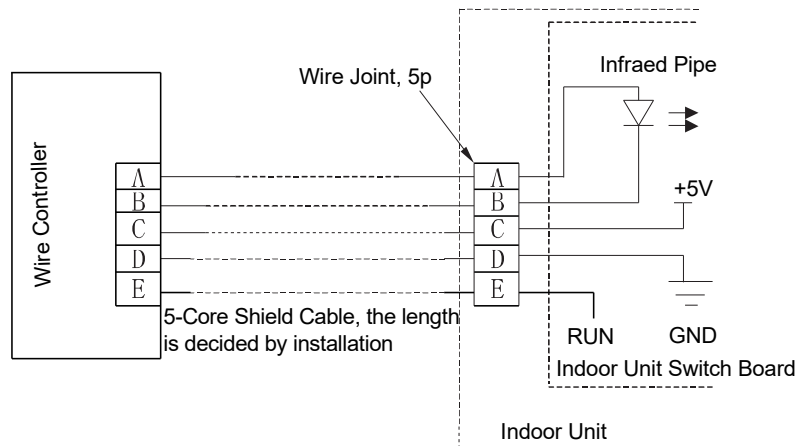 Infraed Pipe
Wire Joint, 5p
Wire Controller
A
B
C
D
E
A
B
C
D
E
+5V
5-Core Shield Cable, the length
is decided by installation
RUN
GND
Indoor Unit Switch Board
Indoor Unit